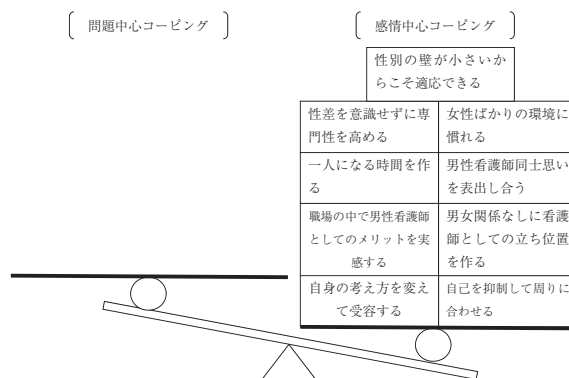 〔 問題中心コーピング 〕
〔 感情中心コーピング 〕
性別の壁が小さいか
らこそ適応できる
性差を意識せずに専
門性を高める
女性ばかりの環境に
慣れる
一人になる時間を作
る
男性看護師同士思い
を表出し合う
職場の中で男性看護師
としてのメリットを実
感する
男女関係なしに看護
師としての立ち位置
を作る
自身の考え方を変え
て受容する
自己を抑制して周りに
合わせる